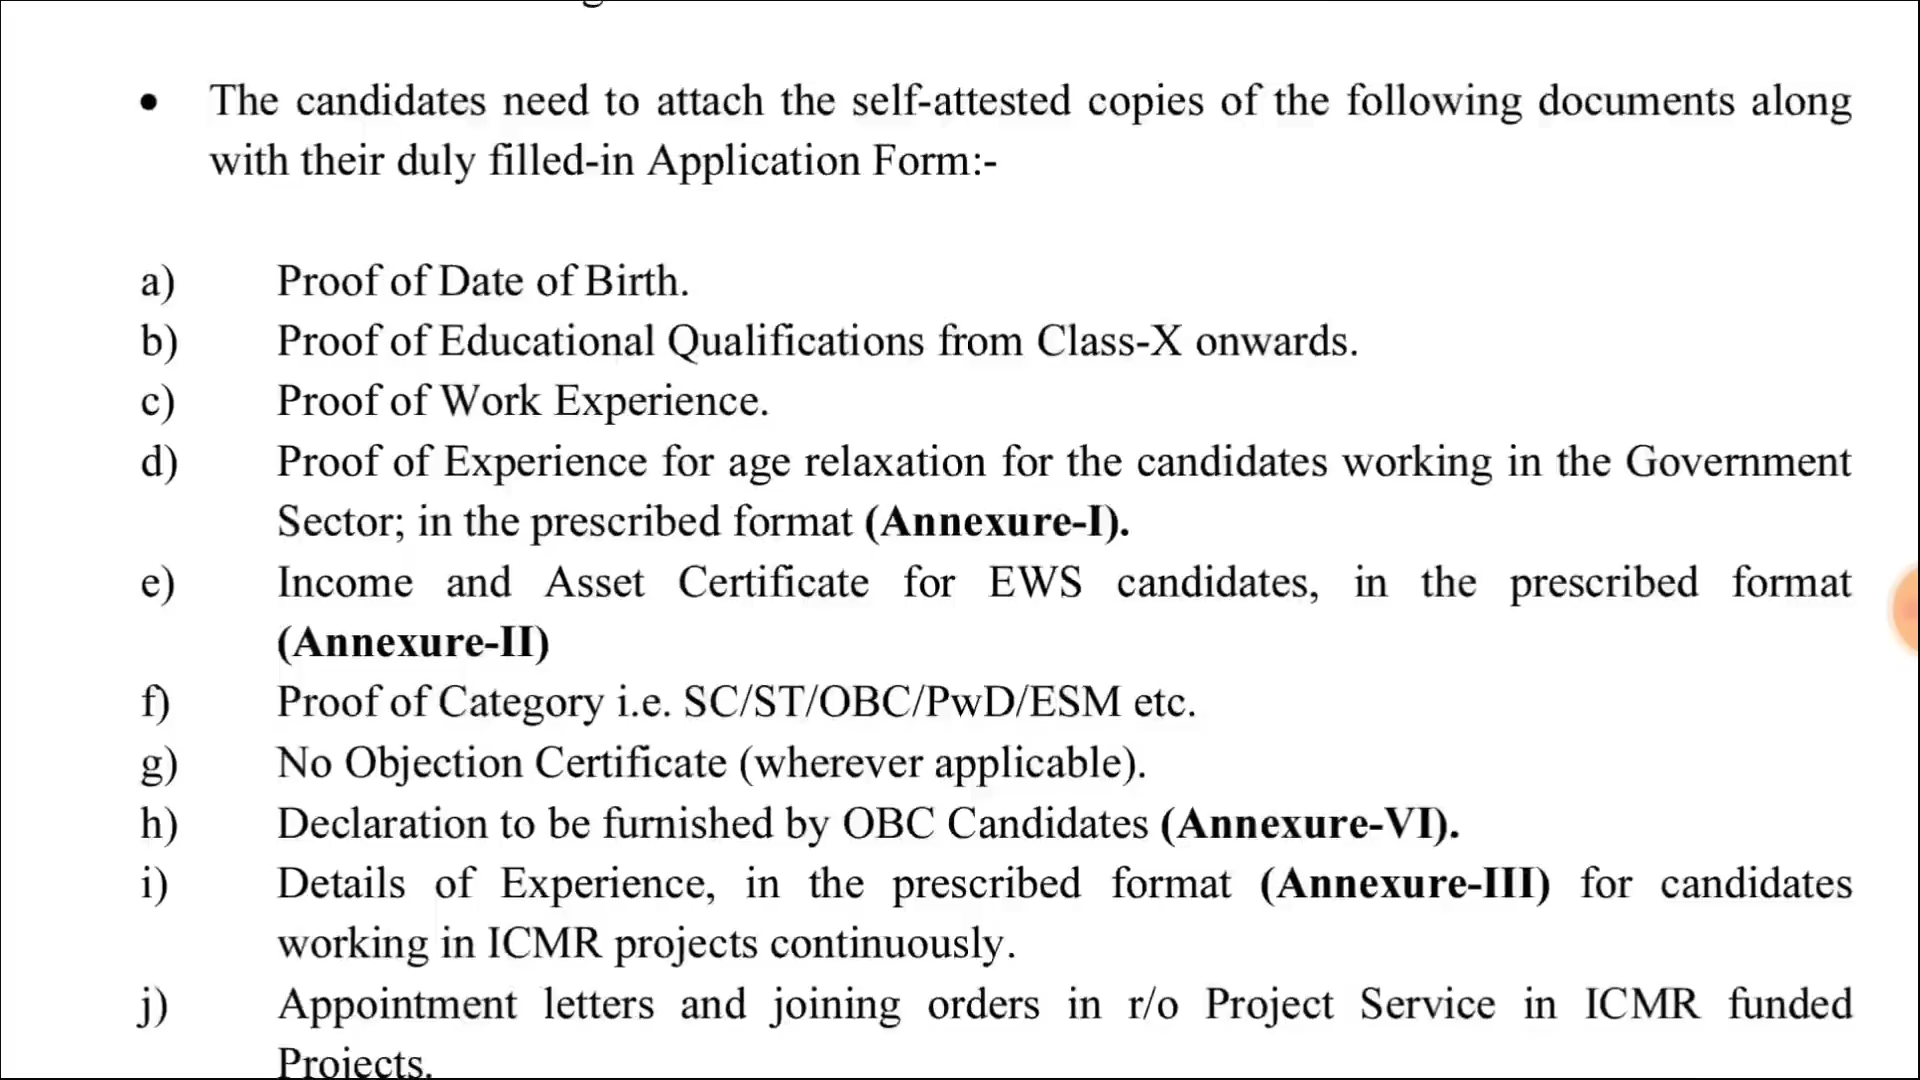 • The candidates need to attach the self-attested copies of the following documents along
with their duly filled-in Application Form:-
a) Proof of Date of Birth.
b) Proof of Educational Qualifications from Class-X onwards.
c) Proof of Work Experience.
d) Proof of Experience for age relaxation for the candidates working in the Government
Sector; in the prescribed format (Annexure-I).
e) Income and Asset Certificate for EWS candidates, in the prescribed format
(Annexure-II)
f) Proof of Category i.e. SC/ST/OBC/PwD/ESM etc.
g) No Objection Certificate (wherever applicable).
h) Declaration to be furnished by OBC Candidates (Annexure-VI).
i) Details of Experience, in the prescribed format (Annexure-III) for candidates
working in ICMR projects continuously.
j) Appointment letters and joining orders in r/o Project Service in ICMR funded
Projects.